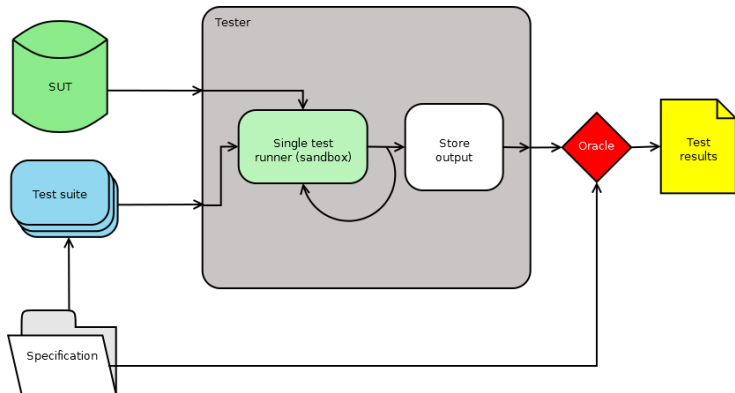 Tester
SUT
Single test
runner (sandbox)
Store
output
Oracle
Test
results
Test suite
Specification